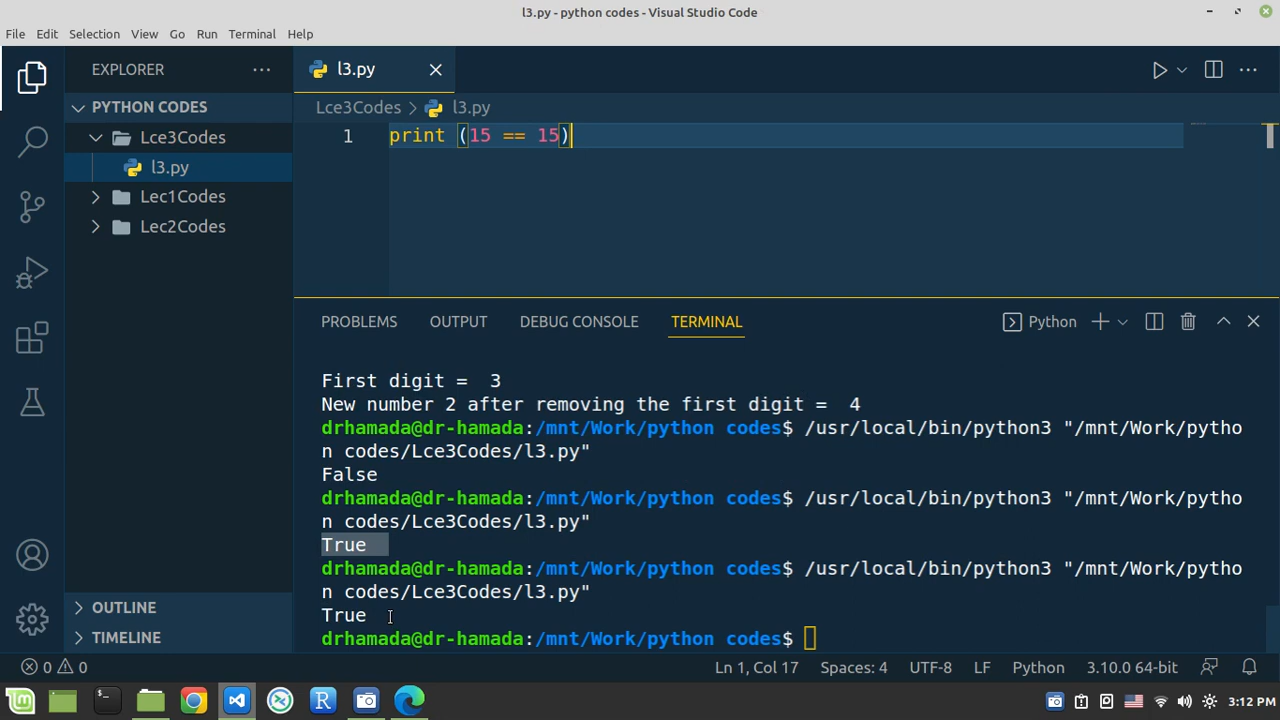 l3.py - python codes - Visual Studio Code
File Edit Selection View Go Run Terminal Help
EXPLORER
l3.py
PYTHON CODES
Lce3Codes
l3.py
Lec1Codes
Lec2Codes
OUTLINE
TIMELINE
Lce3Codes > l3.py
1 print (15 == 15)
PROBLEMS OUTPUT DEBUG CONSOLE TERMINAL Python
First digit =  3
New number 2 after removing the first digit =  4
drhamada@dr-hamada:/mnt/Work/python codes$ /usr/local/bin/python3 "/mnt/Work/pytho
n codes/Lce3Codes/l3.py"
False
drhamada@dr-hamada:/mnt/Work/python codes$ /usr/local/bin/python3 "/mnt/Work/pytho
n codes/Lce3Codes/l3.py"
True
drhamada@dr-hamada:/mnt/Work/python codes$ /usr/local/bin/python3 "/mnt/Work/pytho
n codes/Lce3Codes/l3.py"
True
drhamada@dr-hamada:/mnt/Work/python codes$
0 0 Ln 1, Col 17 Spaces: 4 UTF-8 LF Python 3.10.0 64-bit
3:12 PM